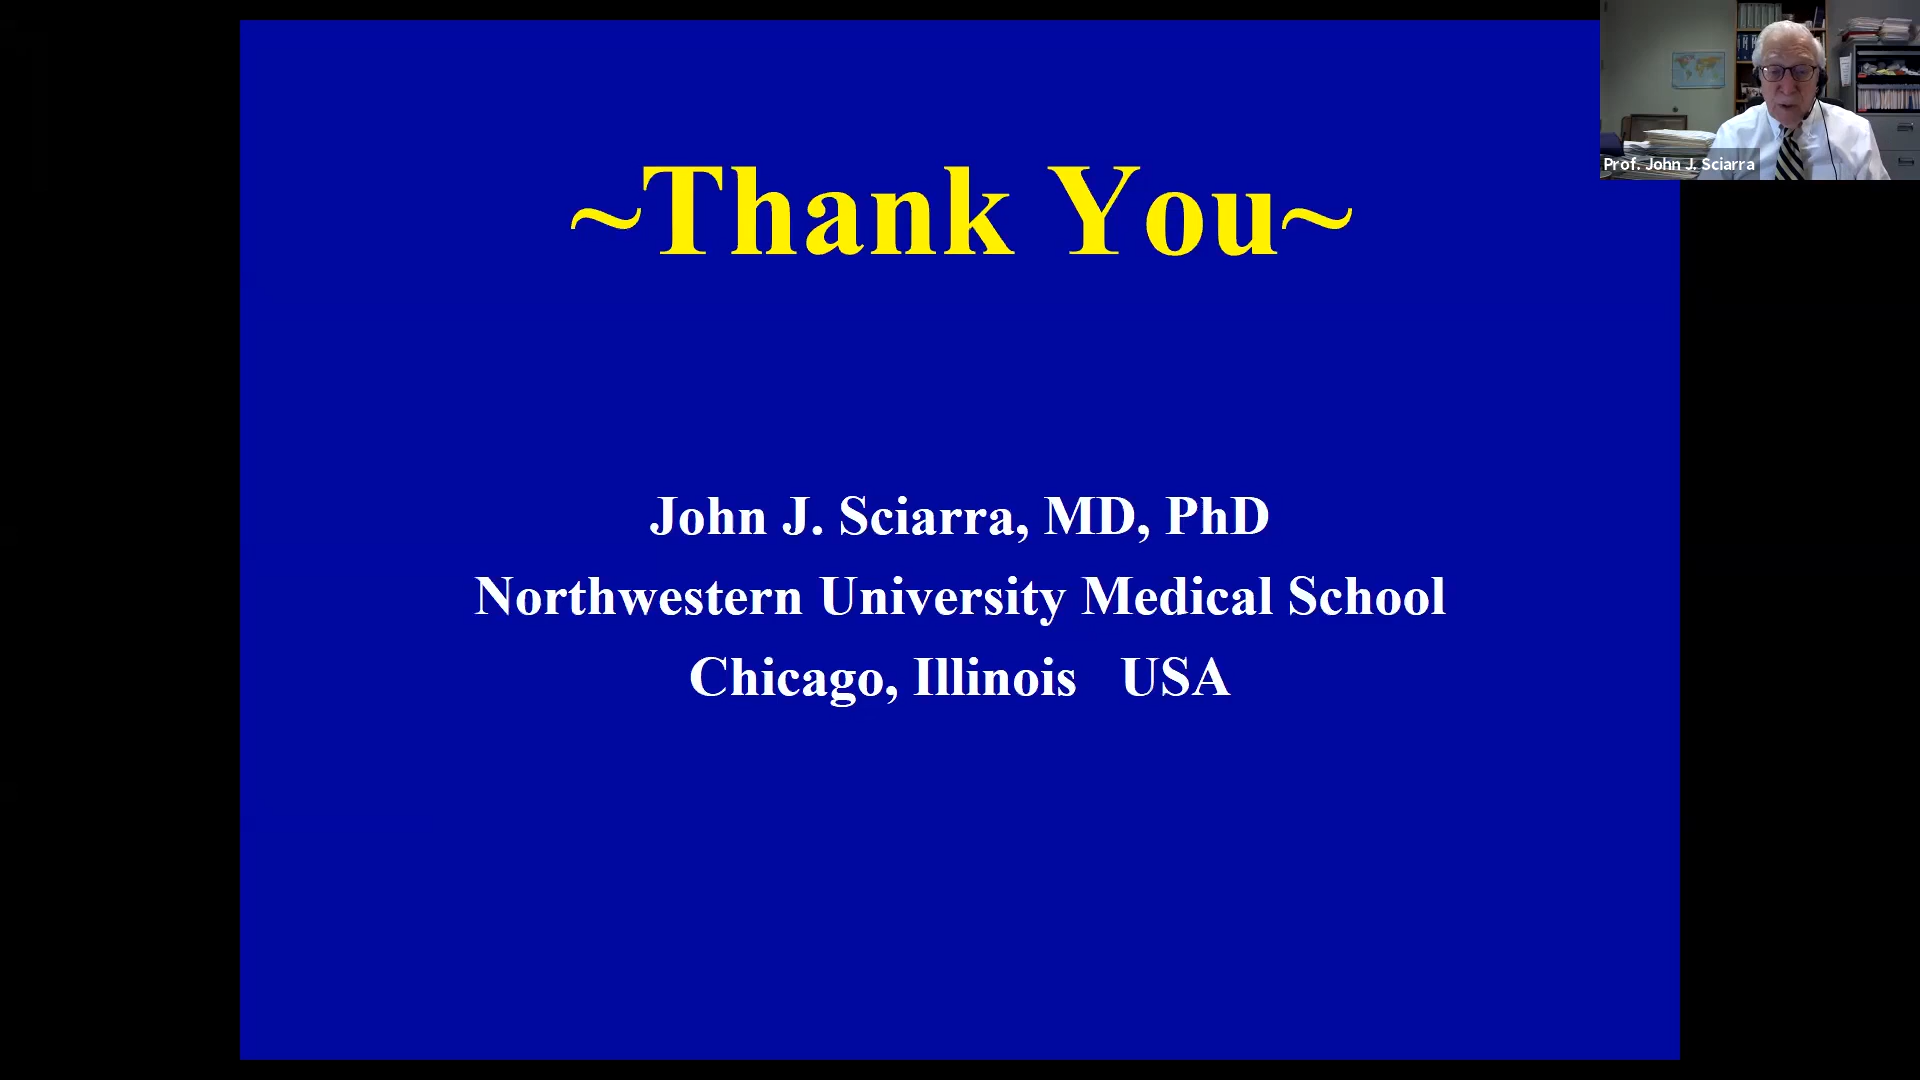 ~Thank You~
Prof. John J. Sciarra
John J. Sciarra, MD, PhD
Northwestern University Medical School
Chicago, Illinois USA